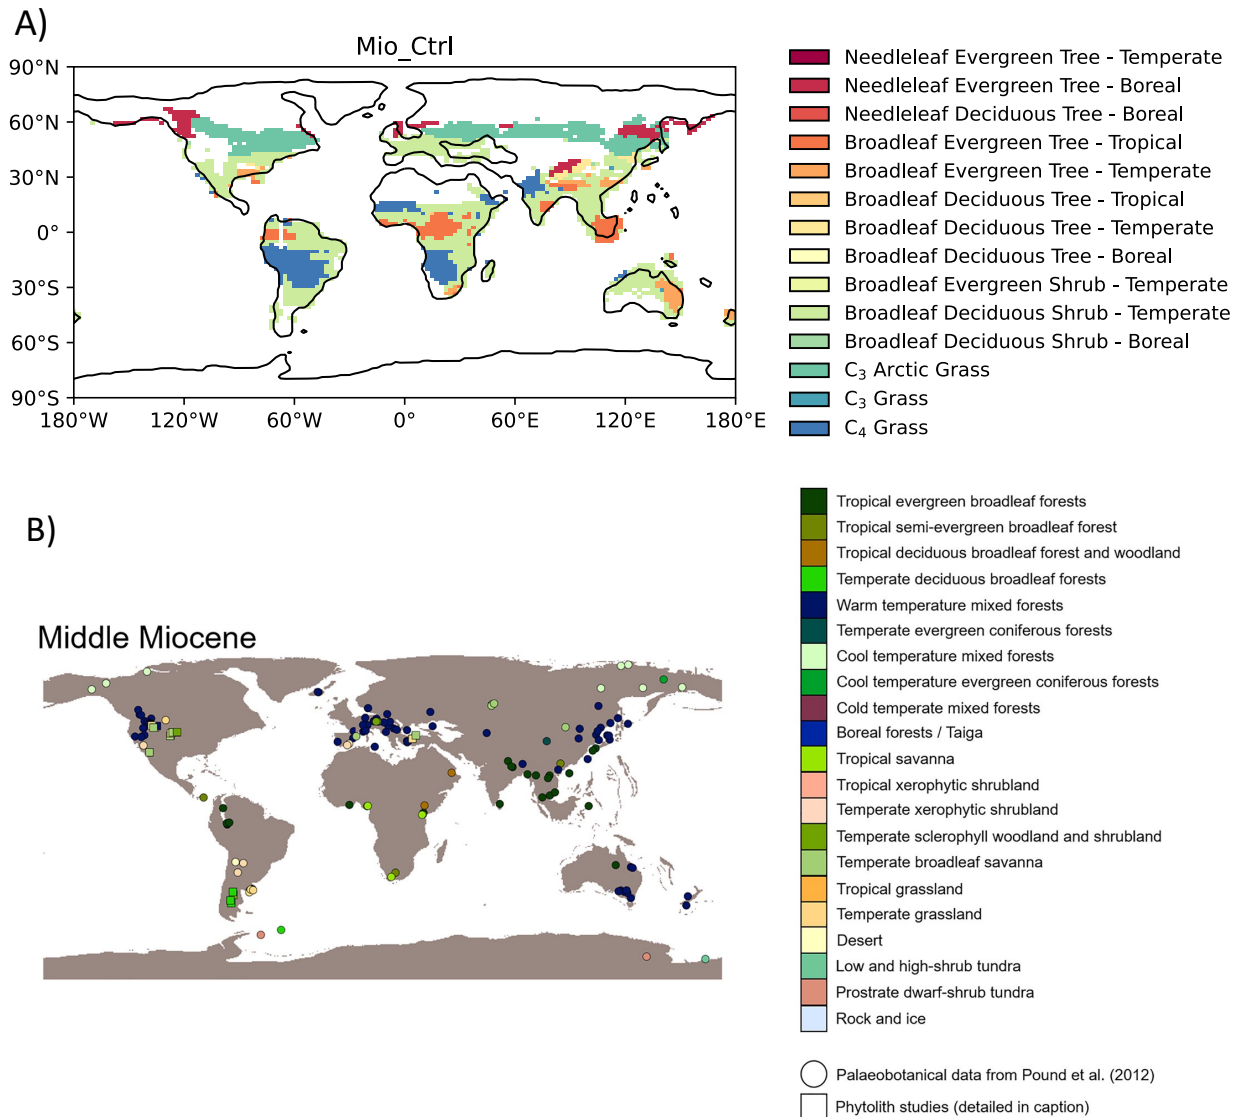 A)
Mio_Ctrl
90°N
60°N
30°N
0°
30°S
60°S
90°S
180°W
120°W
60°W
0°
60°E
120°E
180°E
Needleleaf Evergreen Tree - Temperate
Needleleaf Evergreen Tree - Boreal
Needleleaf Deciduous Tree - Boreal
Broadleaf Evergreen Tree - Tropical
Broadleaf Evergreen Tree - Temperate
Broadleaf Deciduous Tree - Tropical
Broadleaf Deciduous Tree - Temperate
Broadleaf Deciduous Tree - Boreal
Broadleaf Evergreen Shrub - Temperate
Broadleaf Deciduous Shrub - Temperate
Broadleaf Deciduous Shrub - Boreal
C₃ Arctic Grass
C₃ Grass
C₄ Grass
B)
Middle Miocene
Tropical evergreen broadleaf forests
Tropical semi-evergreen broadleaf forest
Tropical deciduous broadleaf forest and woodland
Temperate deciduous broadleaf forests
Warm temperature mixed forests
Temperate evergreen coniferous forests
Cool temperature mixed forests
Cool temperature evergreen coniferous forests
Cold temperate mixed forests
Boreal forests / Taiga
Tropical savanna
Tropical xerophytic shrubland
Temperate xerophytic shrubland
Temperate sclerophyll woodland and shrubland
Temperate broadleaf savanna
Tropical grassland
Temperate grassland
Desert
Low and high-shrub tundra
Prostrate dwarf-shrub tundra
Rock and ice
Palaeobotanical data from Pound et al. (2012)
Phytolith studies (detailed in caption)